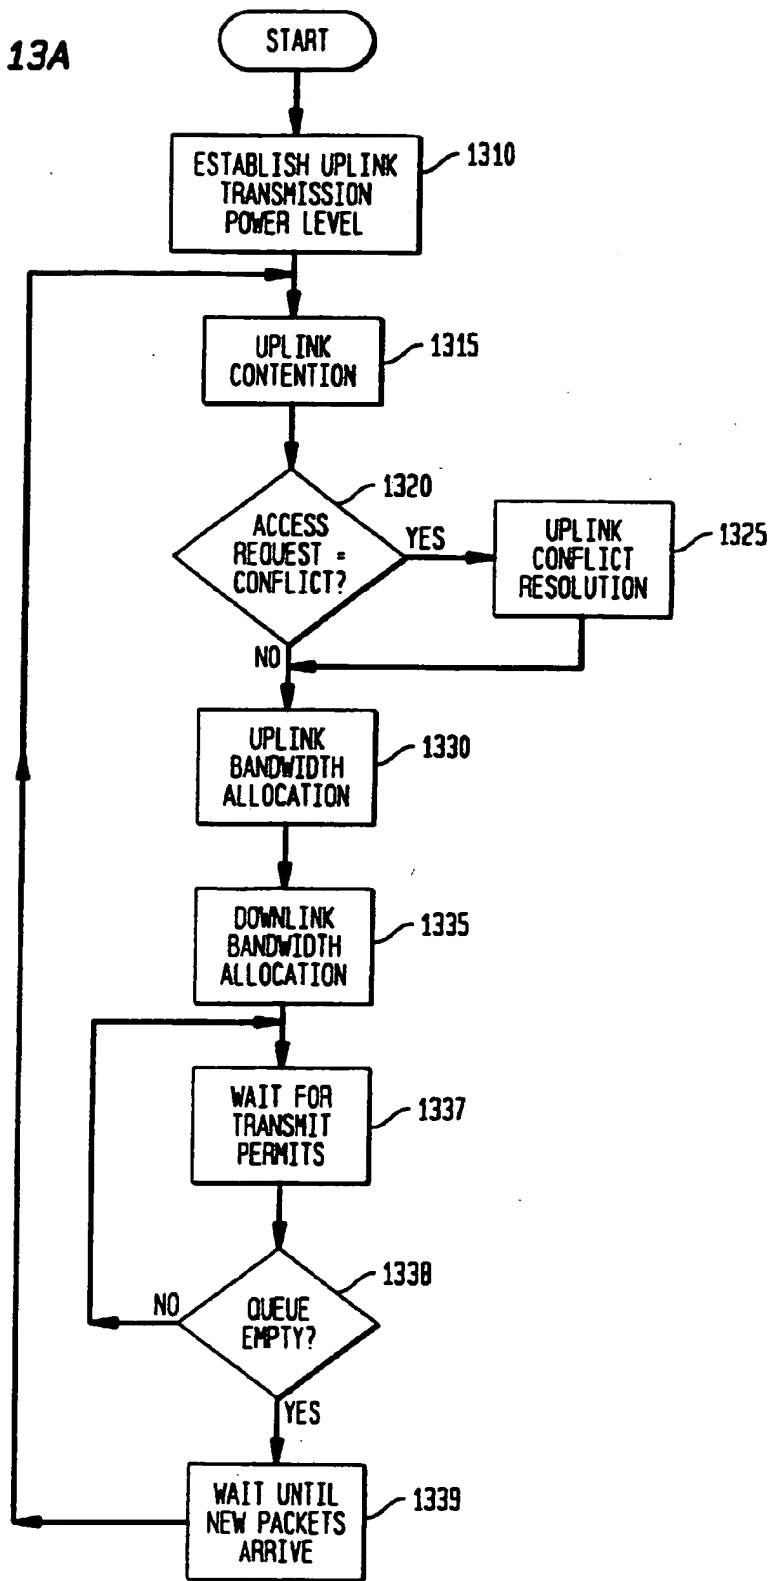 13A
START
ESTABLISH UPLINK
TRANSMISSION
POWER LEVEL
1310
UPLINK
CONTENTION
1315
ACCESS
REQUEST =
CONFLICT?
1320
YES
UPLINK
CONFLICT
RESOLUTION
1325
NO
UPLINK
BANDWIDTH
ALLOCATION
1330
DOWNLINK
BANDWIDTH
ALLOCATION
1335
WAIT FOR
TRANSMIT
PERMITS
1337
QUEUE
EMPTY?
1338
NO
YES
WAIT UNTIL
NEW PACKETS
ARRIVE
1339